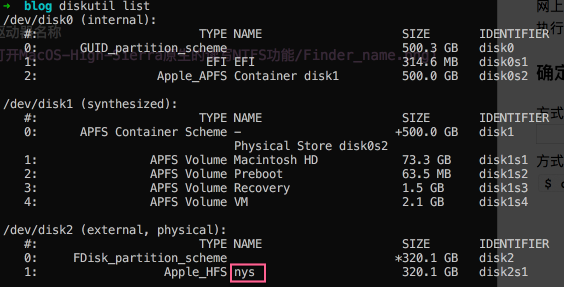 ➜  blog diskutil list
/dev/disk0 (internal):
   #:                       TYPE NAME                    SIZE       IDENTIFIER
   0:      GUID_partition_scheme                         500.3 GB   disk0
   1:                        EFI EFI                     314.6 MB   disk0s1
   2:                 Apple_APFS Container disk1         500.0 GB   disk0s2
/dev/disk1 (synthesized):
   #:                       TYPE NAME                    SIZE       IDENTIFIER
   0:      APFS Container Scheme -                      +500.0 GB   disk1
                                 Physical Store disk0s2
   1:                APFS Volume Macintosh HD            73.3 GB    disk1s1
   2:                APFS Volume Preboot                 63.5 MB    disk1s2
   3:                APFS Volume Recovery                1.5 GB     disk1s3
   4:                APFS Volume VM                      2.1 GB     disk1s4
/dev/disk2 (external, physical):
   #:                       TYPE NAME                    SIZE       IDENTIFIER
   0:     FDisk_partition_scheme                        *320.1 GB   disk2
   1:                  Apple_HFS nys                     320.1 GB   disk2s1
驱动器名称
打开MacOS-High-Sierra原生的读写NTFS功能/Finder_name.png
网上
执行
确定
方式
方式
$